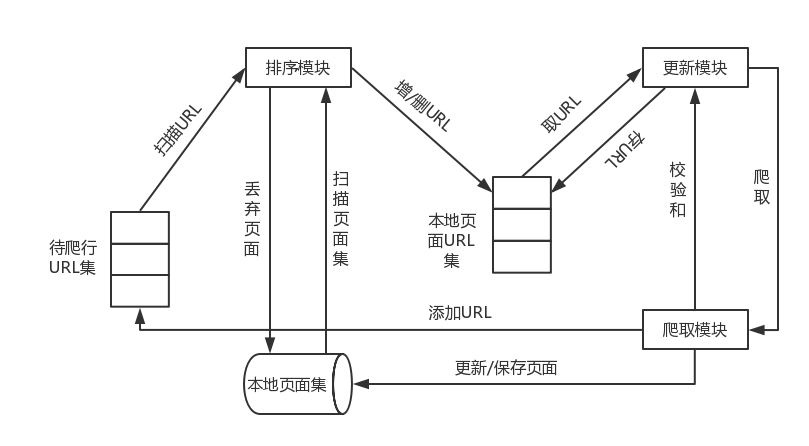 排序模块
更新模块
扫描URL
增/删URL
取URL
存URL
丢弃页面
扫描页面集
校验和
爬取
待爬行
URL集
本地页
面URL
集
添加URL
爬取模块
更新/保存页面
本地页面集